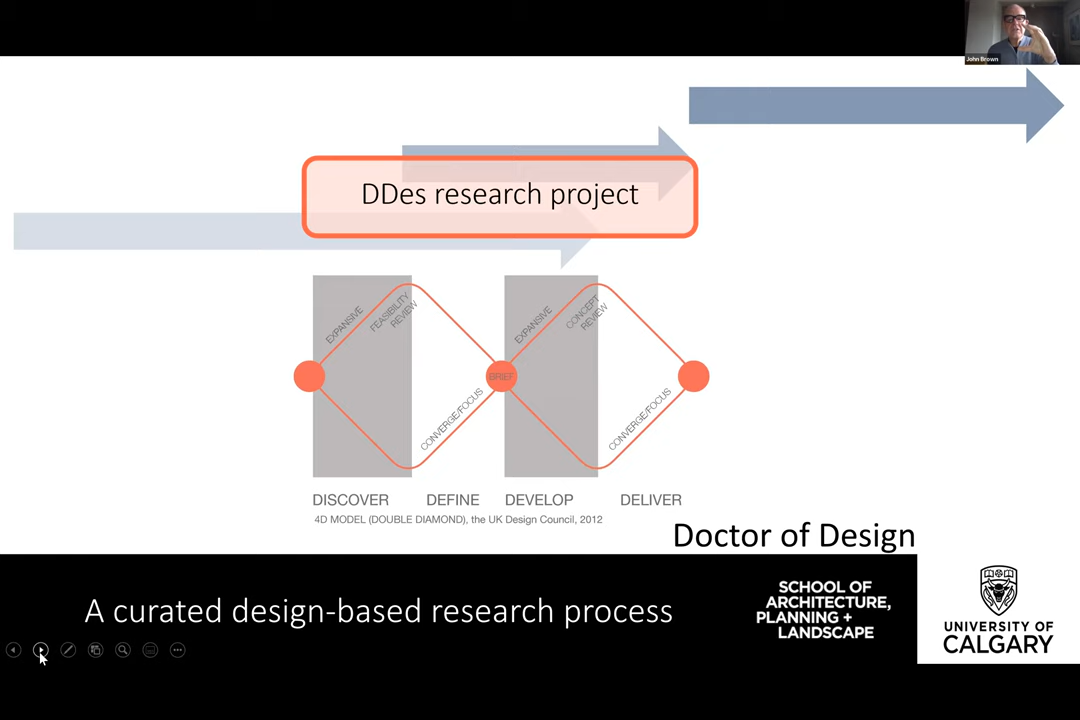 John Brown
DDes research project
EXPANSIVE
FEASIBILITY
REVIEW
EXPANSIVE
CONCEPT
REVIEW
BRIEF
CONVERGE/FOCUS
CONVERGE/FOCUS
DISCOVER
DEFINE
DEVELOP
DELIVER
4D MODEL (DOUBLE DIAMOND), the UK Design Council, 2012
Doctor of Design
A curated design-based research process
SCHOOL OF
ARCHITECTURE,
PLANNING +
LANDSCAPE
UNIVERSITY OF
CALGARY